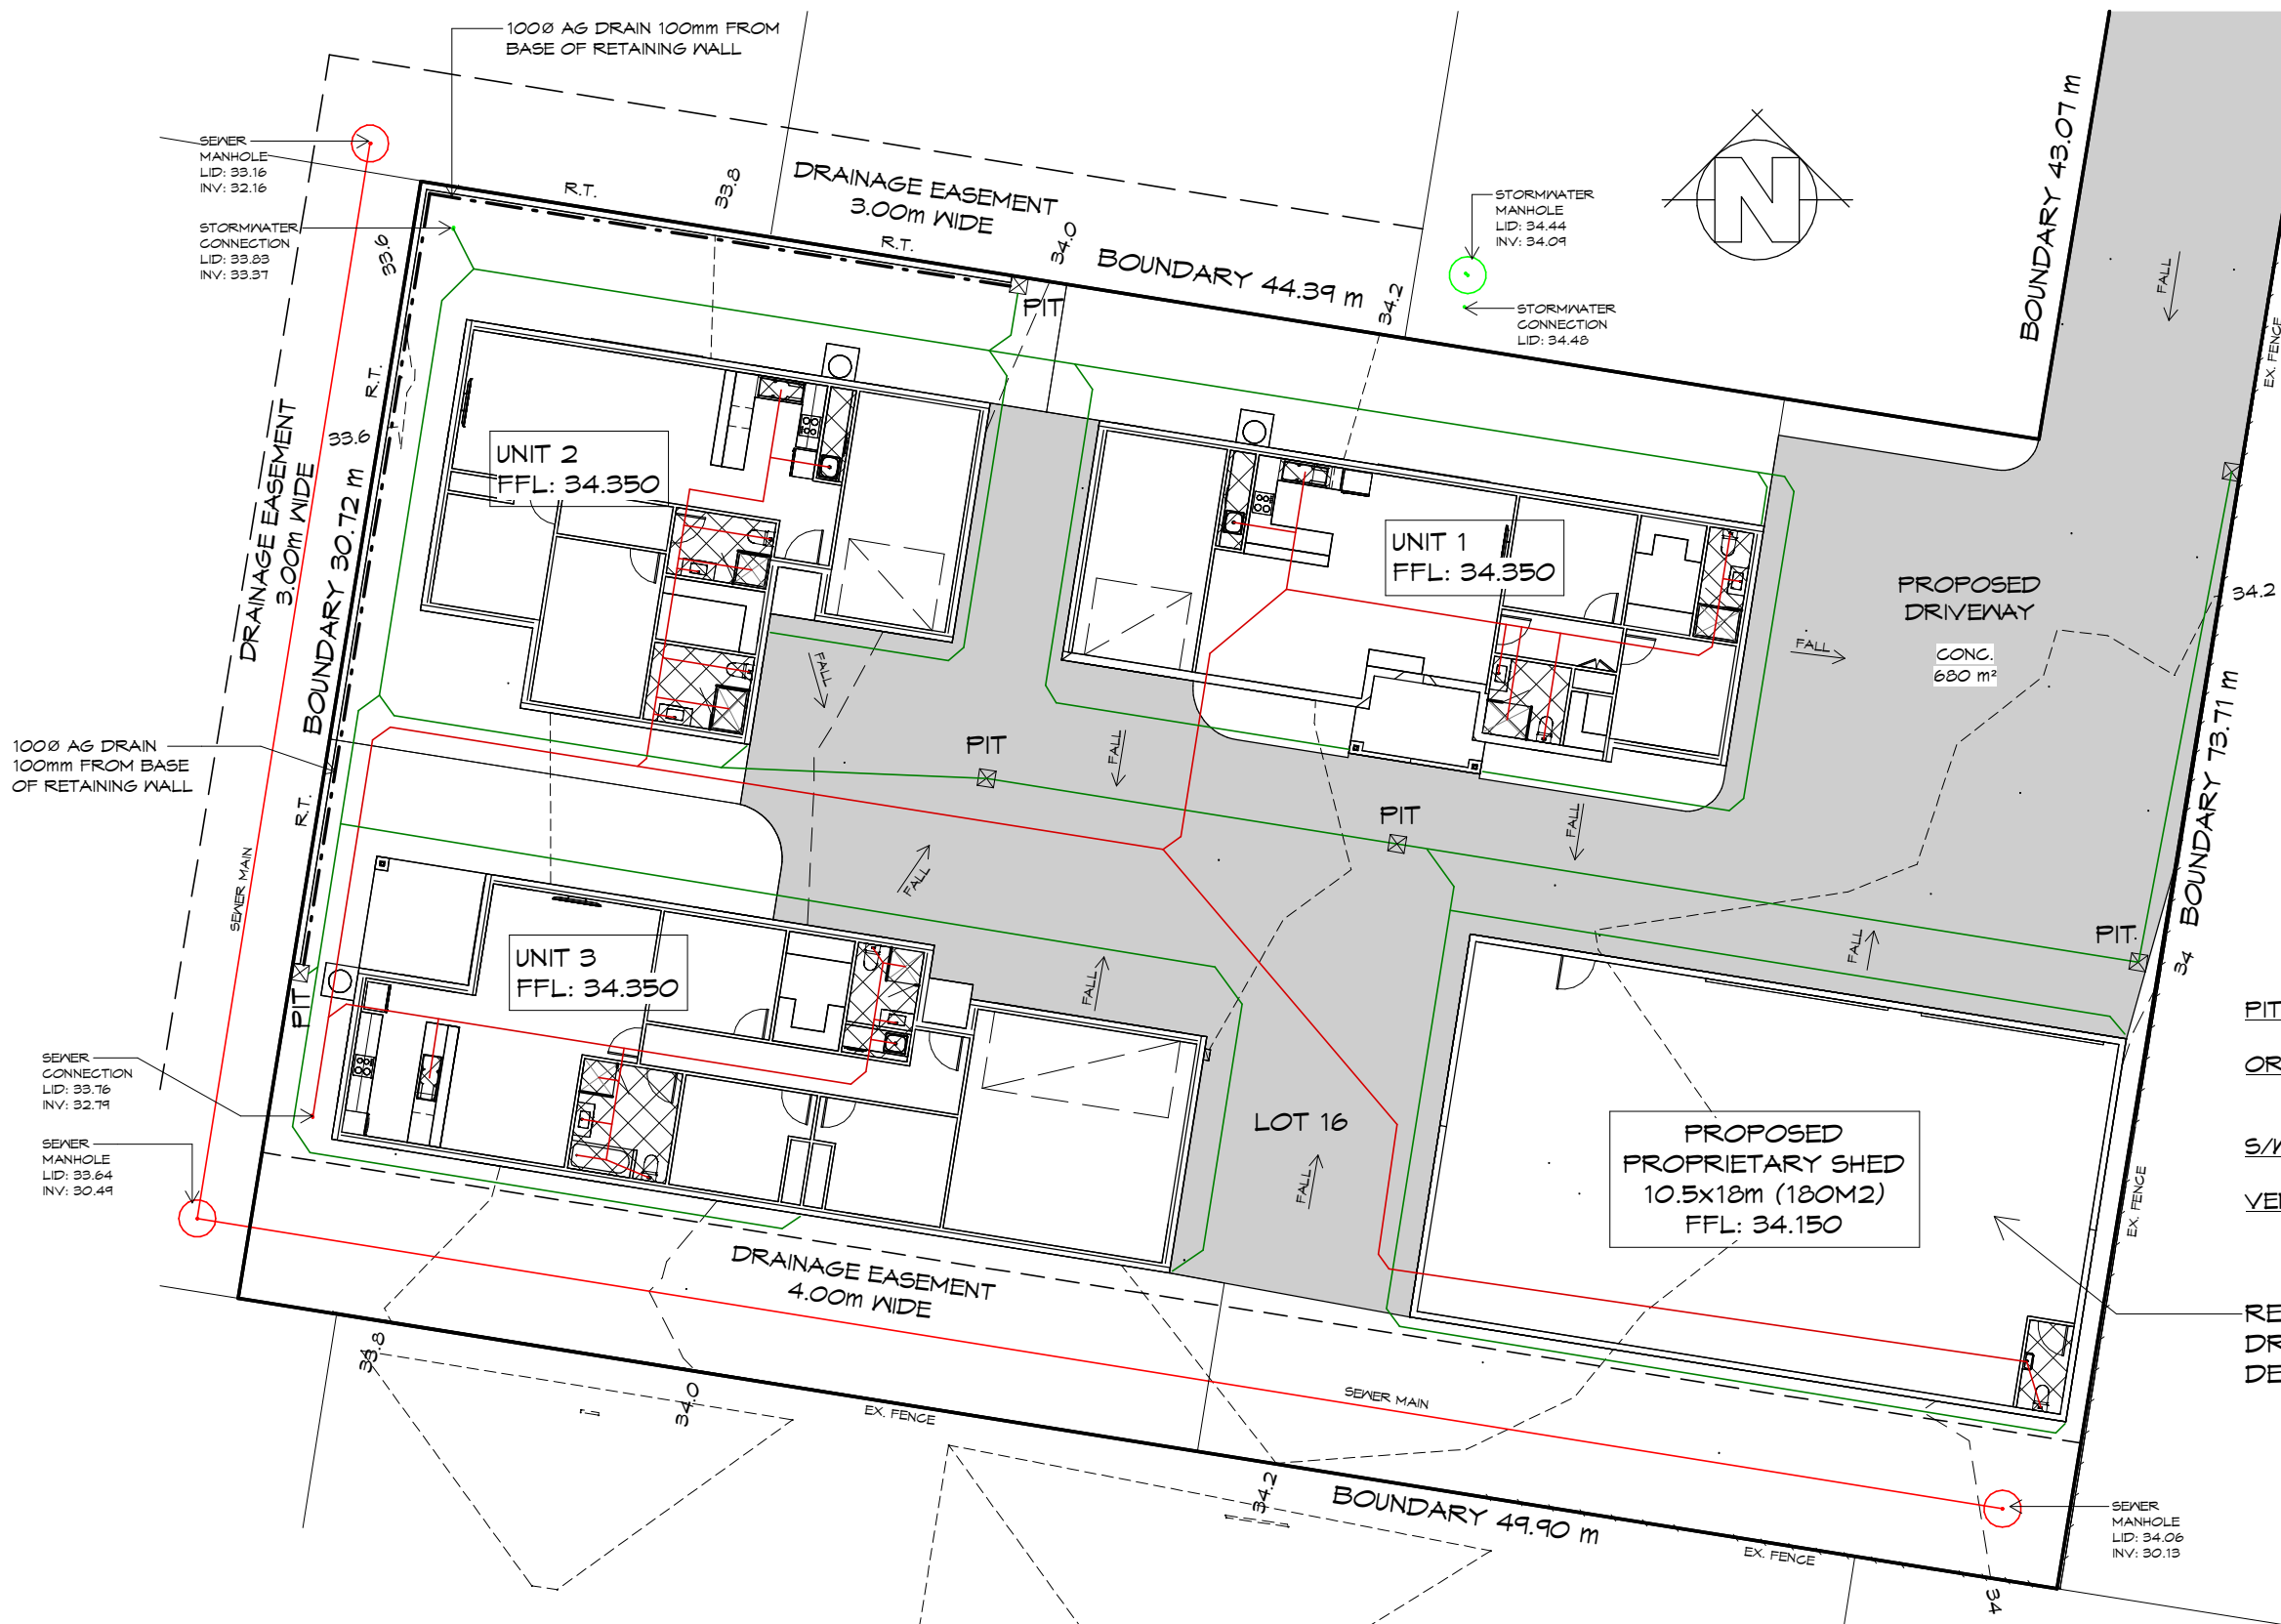 100Ø AG DRAIN 100mm FROM
BASE OF RETAINING WALL
SEWER
MANHOLE
LID: 33.16
INV: 32.16
STORMWATER
CONNECTION
LID: 33.83
INV: 33.37
R.T.
33.8
DRAINAGE EASEMENT
3.00m WIDE
R.T.
34.0
BOUNDARY 44.39 m
34.2
STORMWATER
MANHOLE
LID: 34.44
INV: 34.09
STORMWATER
CONNECTION
LID: 34.48
N
BOUNDARY 43.07 m
FALL
EX. FENCE
33.6
R.T.
33.6
PIT
DRAINAGE EASEMENT
3.00m WIDE
BOUNDARY 30.72 m
UNIT 2
FFL: 34.350
UNIT 1
FFL: 34.350
PROPOSED
DRIVEWAY
CONC.
680 m²
FALL
34.2
FALL
BOUNDARY 73.71 m
100Ø AG DRAIN
100mm FROM BASE
OF RETAINING WALL
R.T.
SEWER MAIN
PIT
FALL
PIT
FALL
FALL
FALL
PIT
34
UNIT 3
FFL: 34.350
FALL
PIT
PIT
OR
S/W
VE
SEWER
CONNECTION
LID: 33.76
INV: 32.79
SEWER
MANHOLE
LID: 33.64
INV: 30.49
LOT 16
FALL
PROPOSED
PROPRIETARY SHED
10.5x18m (180M2)
FFL: 34.150
EX. FENCE
RE
DR
DE
DRAINAGE EASEMENT
4.00m WIDE
33.8
34.0
EX. FENCE
SEWER MAIN
34.2
BOUNDARY 49.90 m
EX. FENCE
SEWER
MANHOLE
LID: 34.06
INV: 30.13
34